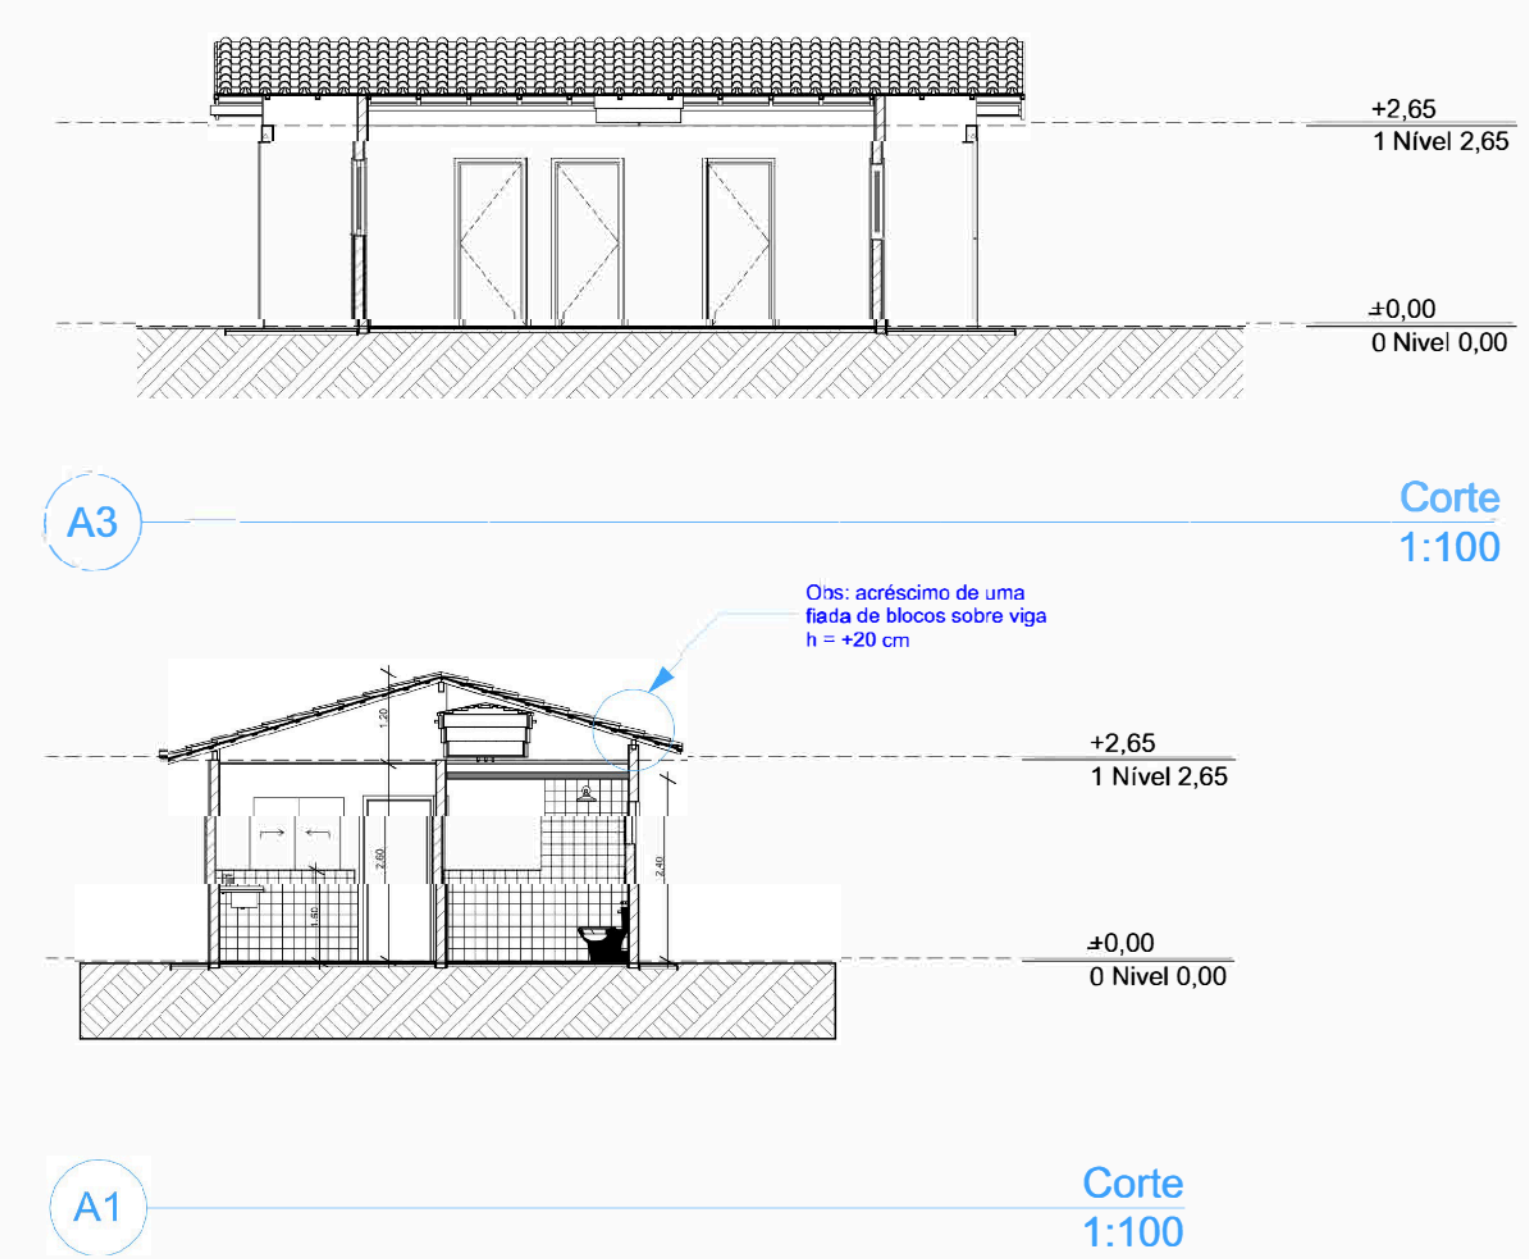 +2,65
1 Nível 2,65
±0,00
0 Nivel 0,00
A3
Corte
1:100
Obs: acréscimo de uma
fiada de blocos sobre viga
h = +20 cm
1.20
+2,65
1 Nível 2,65
2.60
2.40
1.60
±0,00
0 Nivel 0,00
A1
Corte
1:100